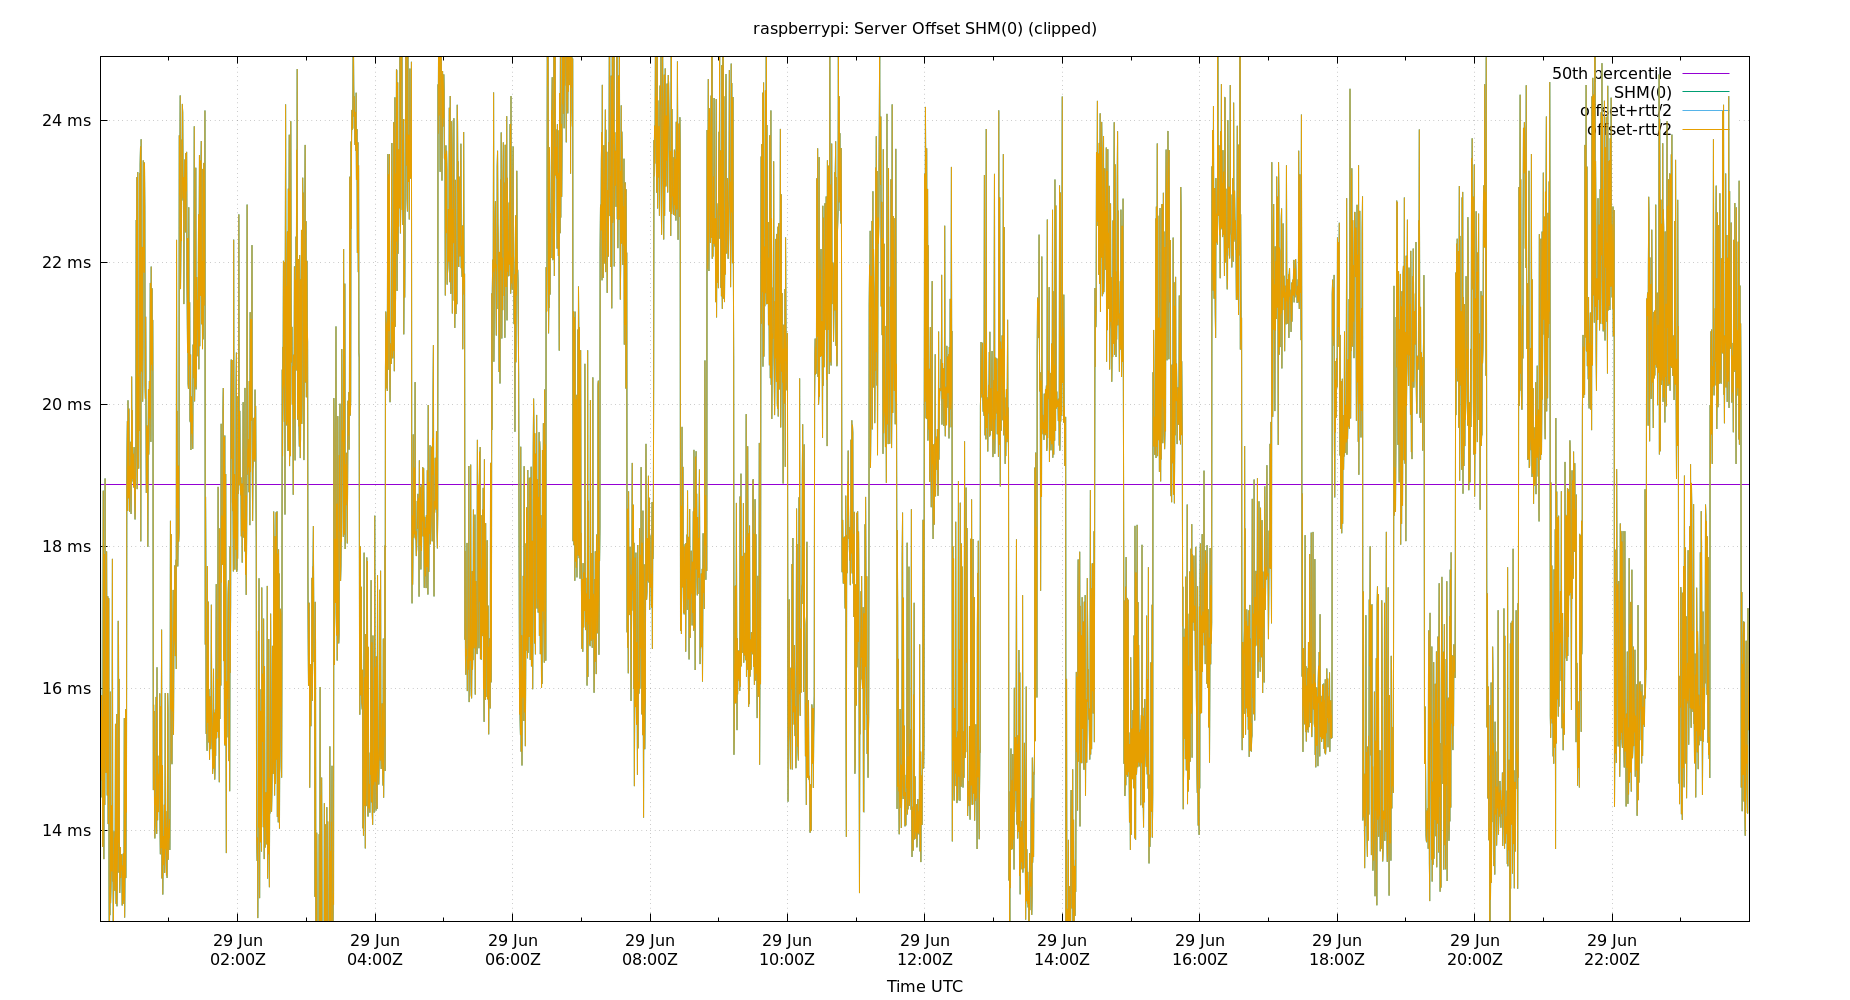 raspberrypi: Server Offset SHM(0) (clipped)
50th percentile
SHM(0)
offset+rtt/2
offset-rtt/2
24 ms
22 ms
20 ms
18 ms
16 ms
14 ms
29 Jun 29 Jun 29 Jun 29 Jun 29 Jun 29 Jun 29 Jun 29 Jun 29 Jun 29 Jun 29 Jun
02:00Z 04:00Z 06:00Z 08:00Z 10:00Z 12:00Z 14:00Z 16:00Z 18:00Z 20:00Z 22:00Z
Time UTC